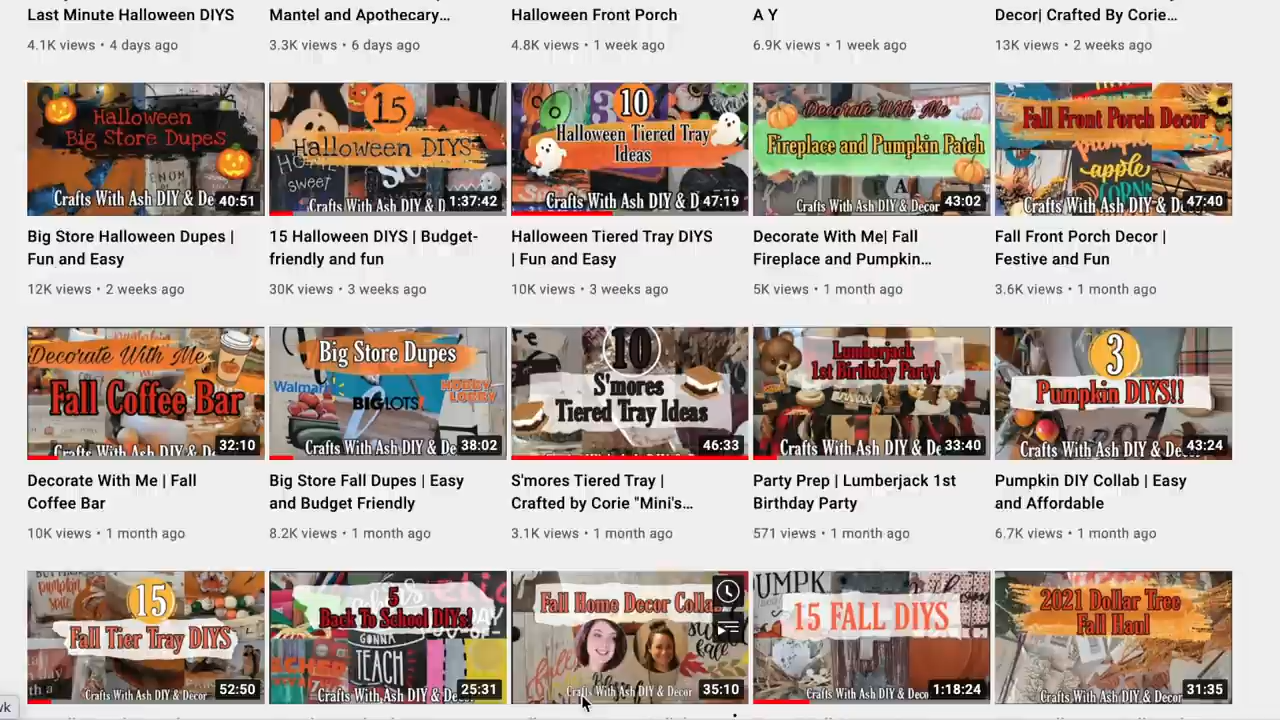 Last Minute Halloween DIYS
Mantel and Apothecary...
Halloween Front Porch
A Y
Decor| Crafted By Corie...
4.1K views • 4 days ago
3.3K views • 6 days ago
4.8K views • 1 week ago
6.9K views • 1 week ago
13K views • 2 weeks ago
Halloween
Big Store Dupes
Crafts With Ash DIY & De
40:51
15
Halloween DIYS
sweet
Crafts With Ash DIY & D
1:37:42
10
Halloween Tiered Tray
Ideas
Crafts With Ash DIY & D
47:19
Decorate With Me
Fireplace and Pumpkin Patch
Crafts With Ash DIY & Decor
43:02
Fall Front Porch Decor
apple
Crafts With Ash DIY & D
47:40
Big Store Halloween Dupes |
Fun and Easy
15 Halloween DIYS | Budget-
friendly and fun
Halloween Tiered Tray DIYS
| Fun and Easy
Decorate With Me| Fall
Fireplace and Pumpkin...
Fall Front Porch Decor |
Festive and Fun
12K views • 2 weeks ago
30K views • 3 weeks ago
10K views • 3 weeks ago
5K views • 1 month ago
3.6K views • 1 month ago
Decorate With Me
Fall Coffee Bar
Crafts With Ash DIY & De
32:10
Big Store Dupes
Walmart
BIGLOTS!
HOBBY
LOBBY
Crafts With Ash DIY & De
38:02
10
S'mores
Tiered Tray Ideas
46:33
Lumberjack
1st Birthday Party!
Crafts With Ash DIY & De
33:40
3
Pumpkin DIYS!!
Crafts With Ash DIY & De
43:24
Decorate With Me | Fall
Coffee Bar
Big Store Fall Dupes | Easy
and Budget Friendly
S'mores Tiered Tray |
Crafted by Corie "Mini's...
Party Prep | Lumberjack 1st
Birthday Party
Pumpkin DIY Collab | Easy
and Affordable
10K views • 1 month ago
8.2K views • 1 month ago
3.1K views • 1 month ago
571 views • 1 month ago
6.7K views • 1 month ago
15
Fall Tier Tray DIYS
Crafts With Ash DIY & Decor
52:50
5
Back To School DIYs!
GONNA
TEACH
Crafts With Ash DIY & De
25:31
Fall Home Decor Colla
Crafts With Ash DIY & Decor
35:10
15 FALL DIYS
Crafts With Ash DIY & Deco
1:18:24
2021 Dollar Tree
Fall Haul
Crafts With Ash DIY & Decor
31:35